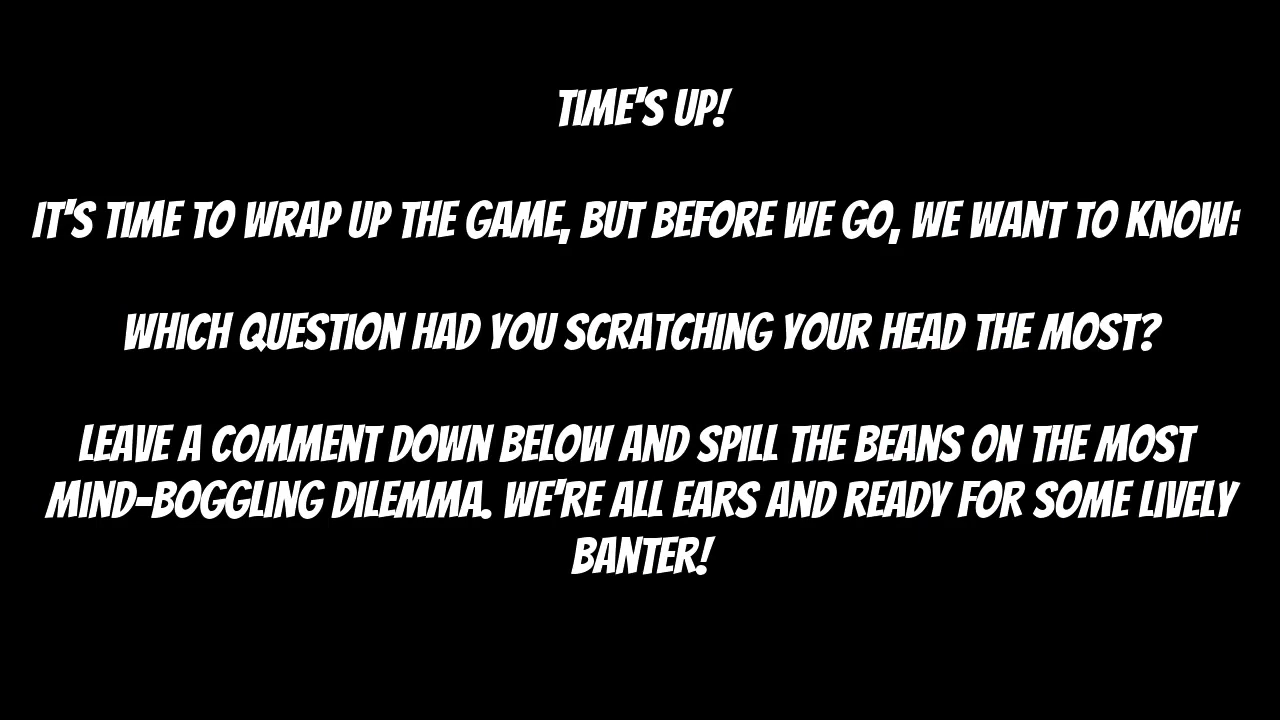 TIME'S UP!
IT'S TIME TO WRAP UP THE GAME, BUT BEFORE WE GO, WE WANT TO KNOW:
WHICH QUESTION HAD YOU SCRATCHING YOUR HEAD THE MOST?
LEAVE A COMMENT DOWN BELOW AND SPILL THE BEANS ON THE MOST
MIND-BOGGLING DILEMMA. WE'RE ALL EARS AND READY FOR SOME LIVELY
BANTER!